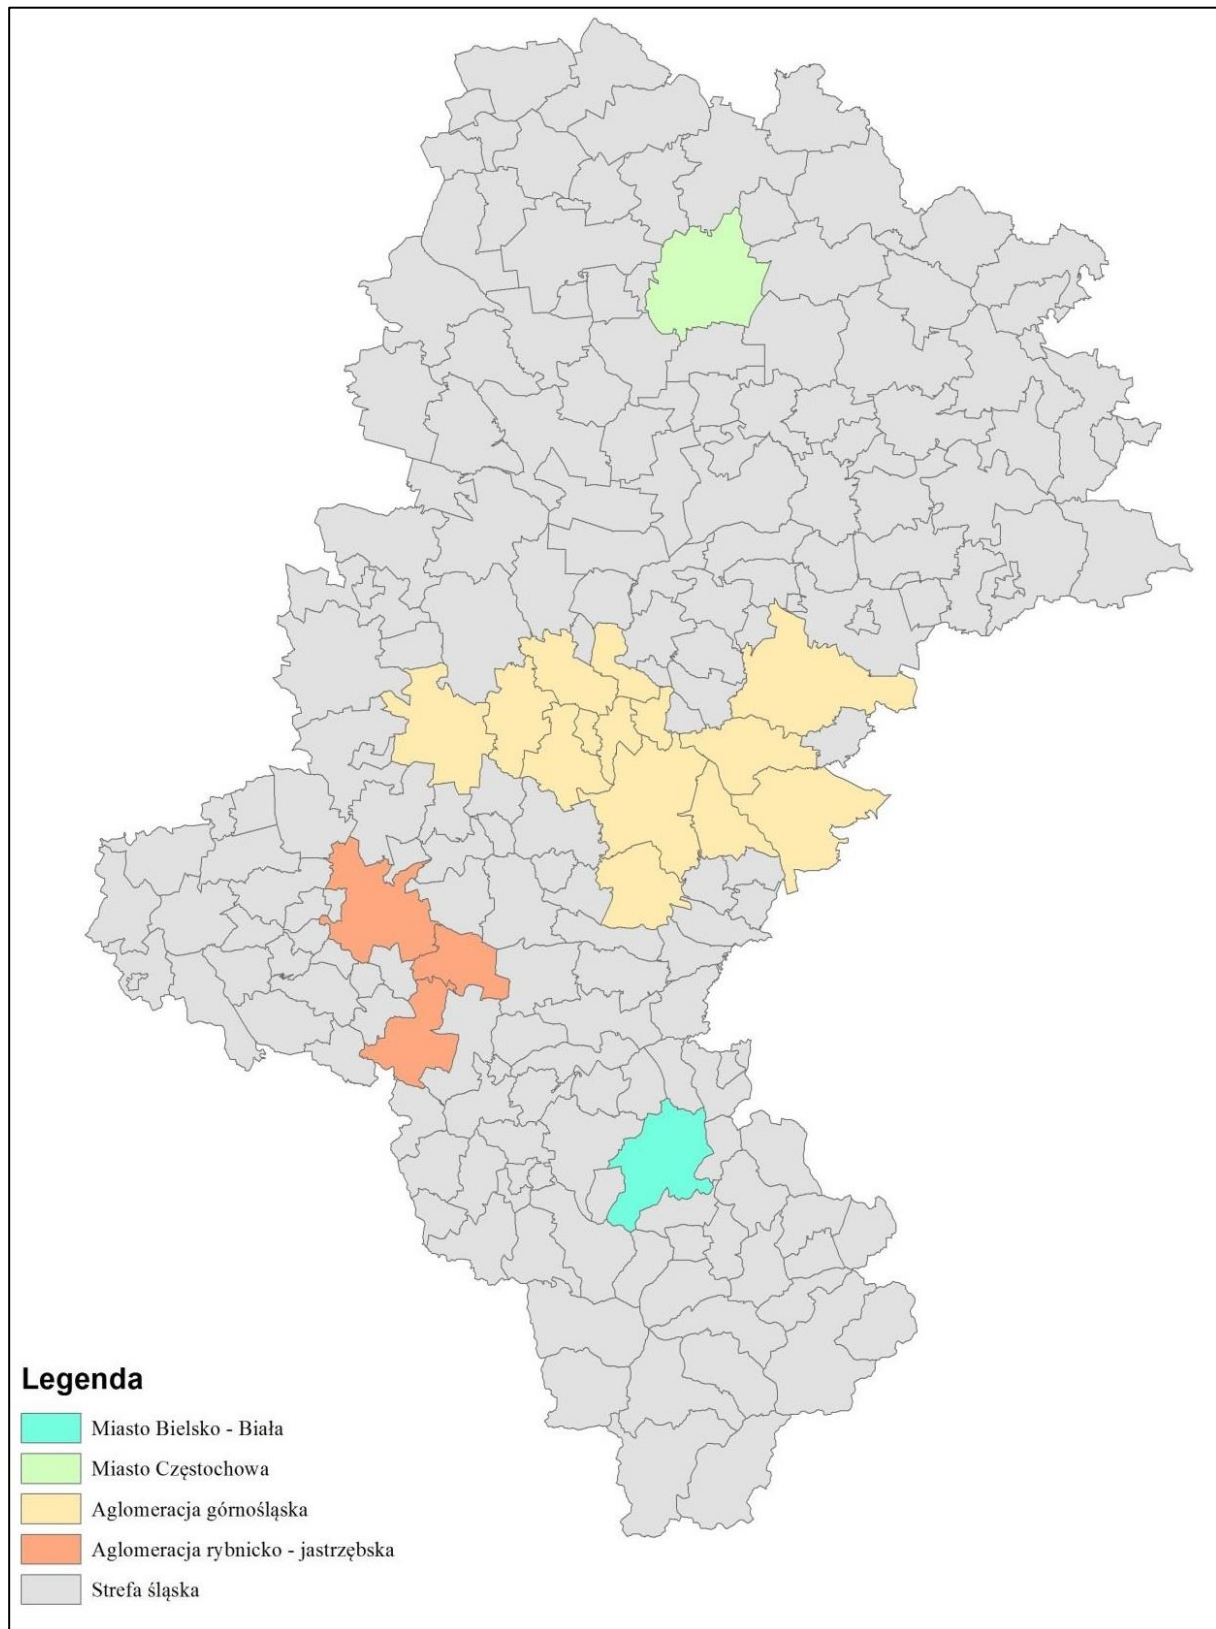 Legenda
Miasto Bielsko - Biała
Miasto Częstochowa
Aglomeracja górnośląska
Aglomeracja rybnicko - jastrzębska
Strefa śląska